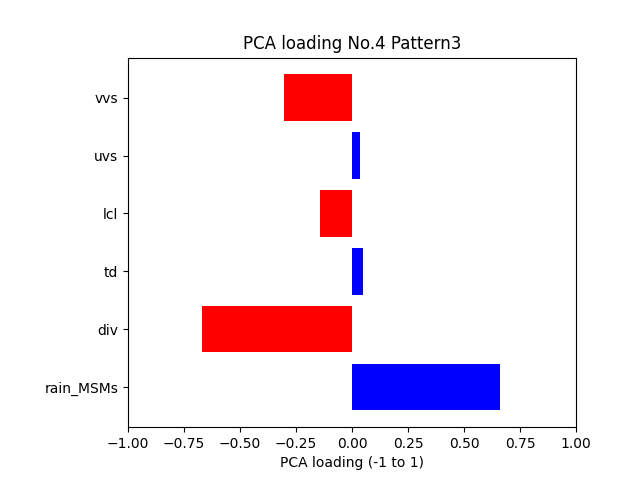 PCA loading No.4 Pattern3
vvs
uvs
lcl
td
div
rain_MSMs
−1.00 −0.75 −0.50 −0.25 0.00 0.25 0.50 0.75 1.00
PCA loading (-1 to 1)